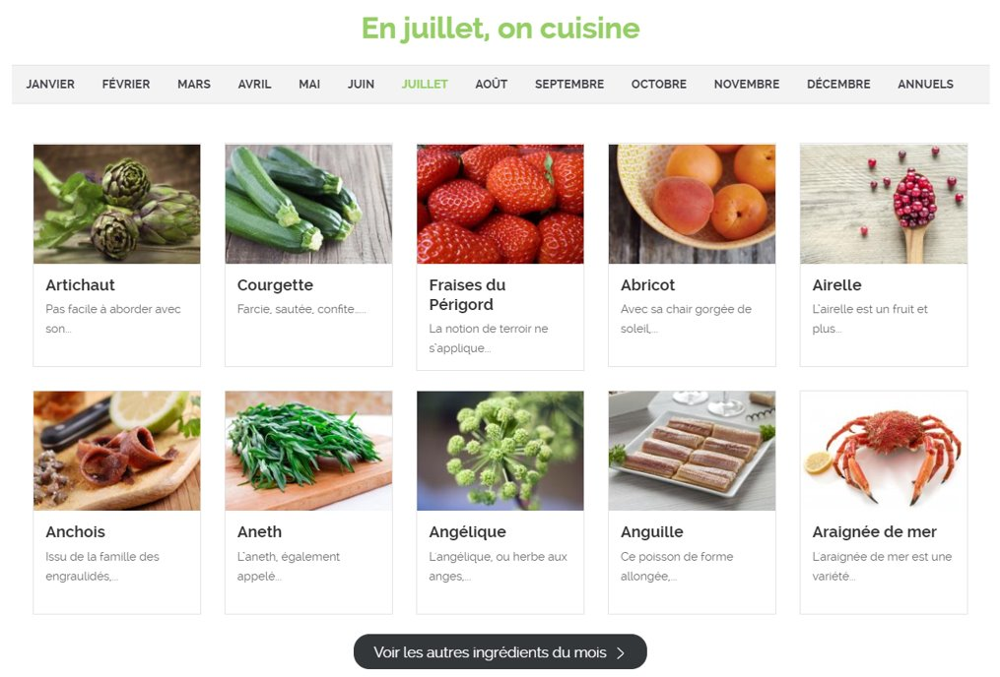 En juillet, on cuisine
JANVIER FÉVRIER MARS AVRIL MAI JUIN JUILLET AOÛT SEPTEMBRE OCTOBRE NOVEMBRE DÉCEMBRE ANNUELS
Artichaut
Pas facile à aborder avec
son...
Courgette
Farcie, sautée, confite.....
Fraises du
Périgord
La notion de terroir ne
s'applique...
Abricot
Avec sa chair gorgée de
soleil,...
Airelle
L'airelle est un fruit et
plus...
Anchois
Issu de la famille des
engraulidés,...
Aneth
L'aneth, également
appelé...
Angélique
L'angélique, ou herbe aux
anges,...
Anguille
Ce poisson de forme
allongée,...
Araignée de mer
L'araignée de mer est une
variété...
Voir les autres ingrédients du mois >